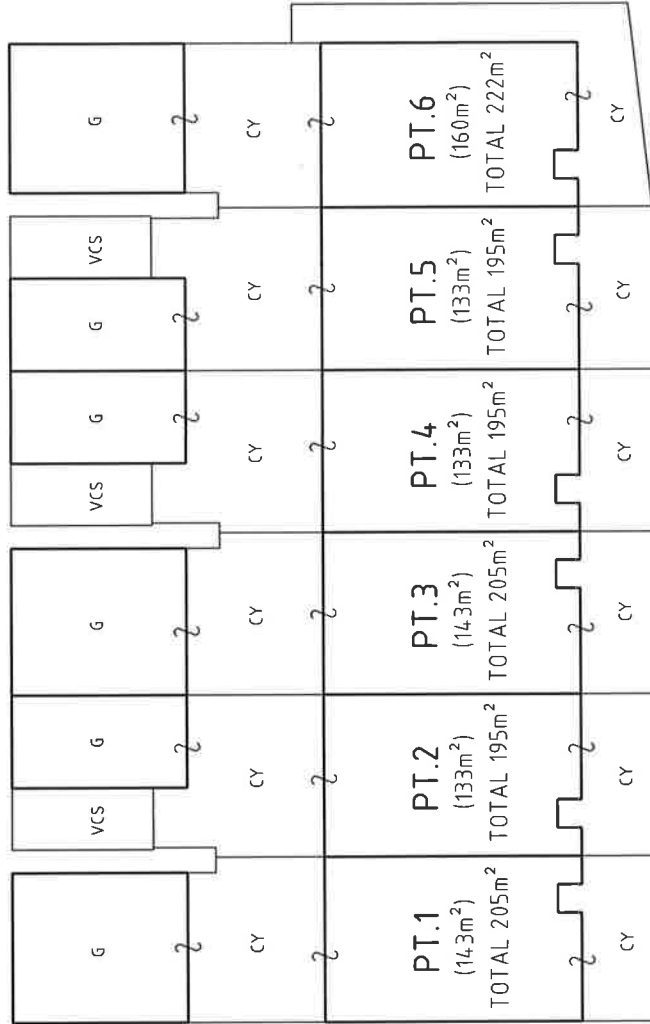 G
CY
PT.6
(160m²)
TOTAL 222m²
CY
VCS
G
CY
PT.5
(133m²)
TOTAL 195m²
CY
G
VCS
CY
PT.4
(133m²)
TOTAL 195m²
CY
G
CY
PT.3
(143m²)
TOTAL 205m²
CY
G
VCS
CY
PT.2
(133m²)
TOTAL 195m²
CY
G
CY
PT.1
(143m²)
TOTAL 205m²
CY